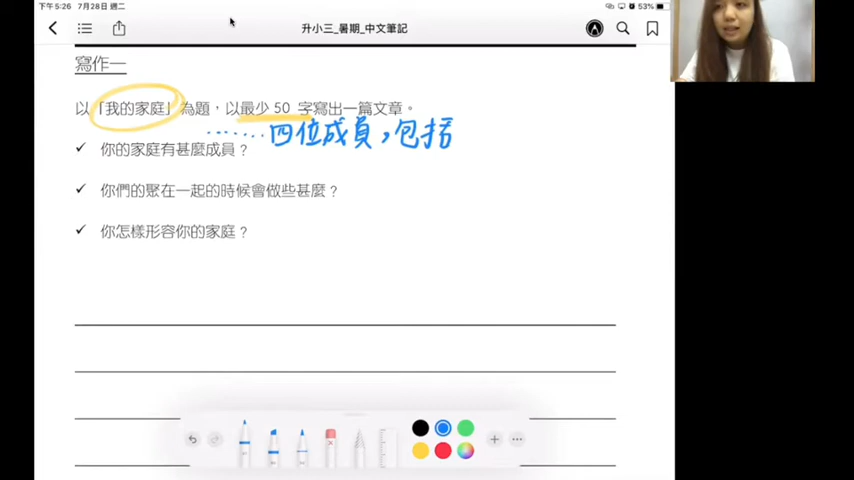 下午5:26 7月28日 週二
53%
升小三_暑期_中文筆記
寫作一
以「我的家庭」為題，以最少 50 字寫出一篇文章。
......四位成員，包括
✓ 你的家庭有甚麼成員？
✓ 你們的聚在一起的時候會做些甚麼？
✓ 你怎樣形容你的家庭？